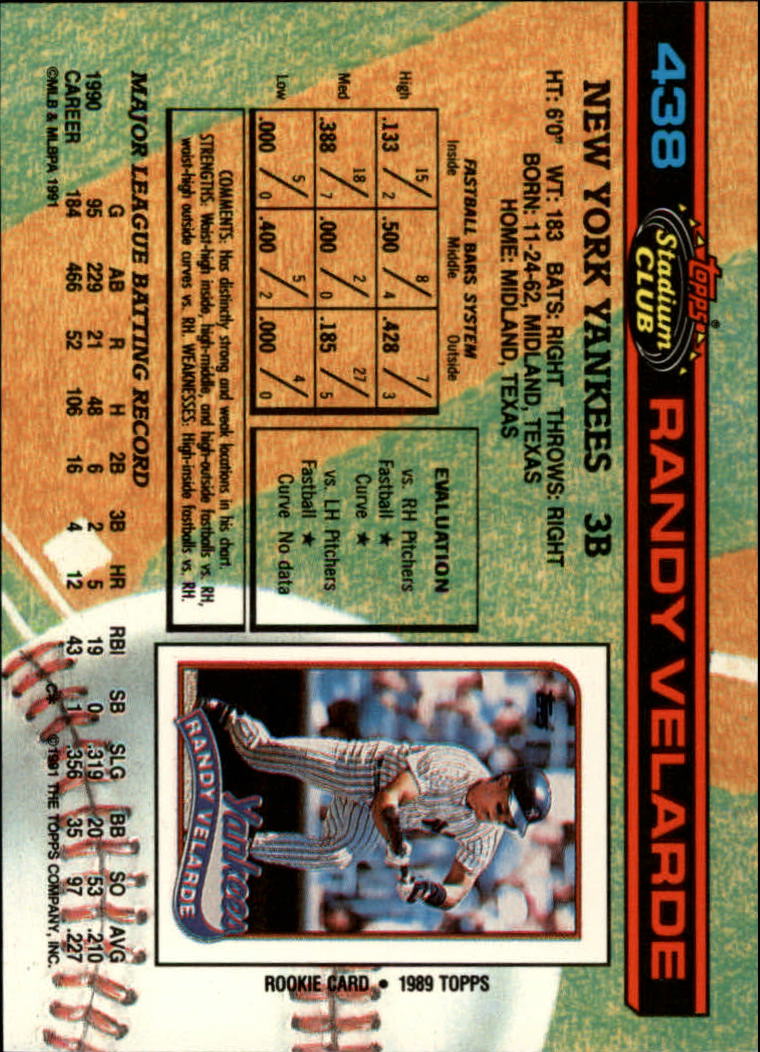 438
Topps®
Stadium
CLUB
RANDY VELARDE
NEW YORK YANKEES 3B
HT: 6'0" WT: 183 BATS: RIGHT THROWS: RIGHT
BORN: 11-24-62, MIDLAND, TEXAS
HOME: MIDLAND, TEXAS
FASTBALL BARS SYSTEM
Inside Middle Outside
High .133 15/2 .500 8/4 .428 7/3
Med .388 18/7 .000 2/0 .185 27/5
Low .000 5/0 .400 5/2 .000 4/0
EVALUATION
vs. RH Pitchers
Fastball ★
Curve ★
vs. LH Pitchers
Fastball ★
Curve No data
COMMENTS: Has distinctly strong and weak locations in his chart.
STRENGTHS: Waist-high inside, high-middle, and high-outside fastballs vs. RH,
waist-high outside curves vs. RH. WEAKNESSES: High-inside fastballs vs. RH.
Topps
Yankees
RANDY VELARDE
ROOKIE CARD • 1989 TOPPS
MAJOR LEAGUE BATTING RECORD
G AB R H 2B 3B HR RBI SB SLG BB SO AVG
1990 95 229 21 48 6 2 5 19 0 .319 20 53 .210
CAREER 184 466 52 106 16 4 12 43 1 .356 35 97 .227
©MLB & MLBPA 1991
C* ©1991 THE TOPPS COMPANY, INC.